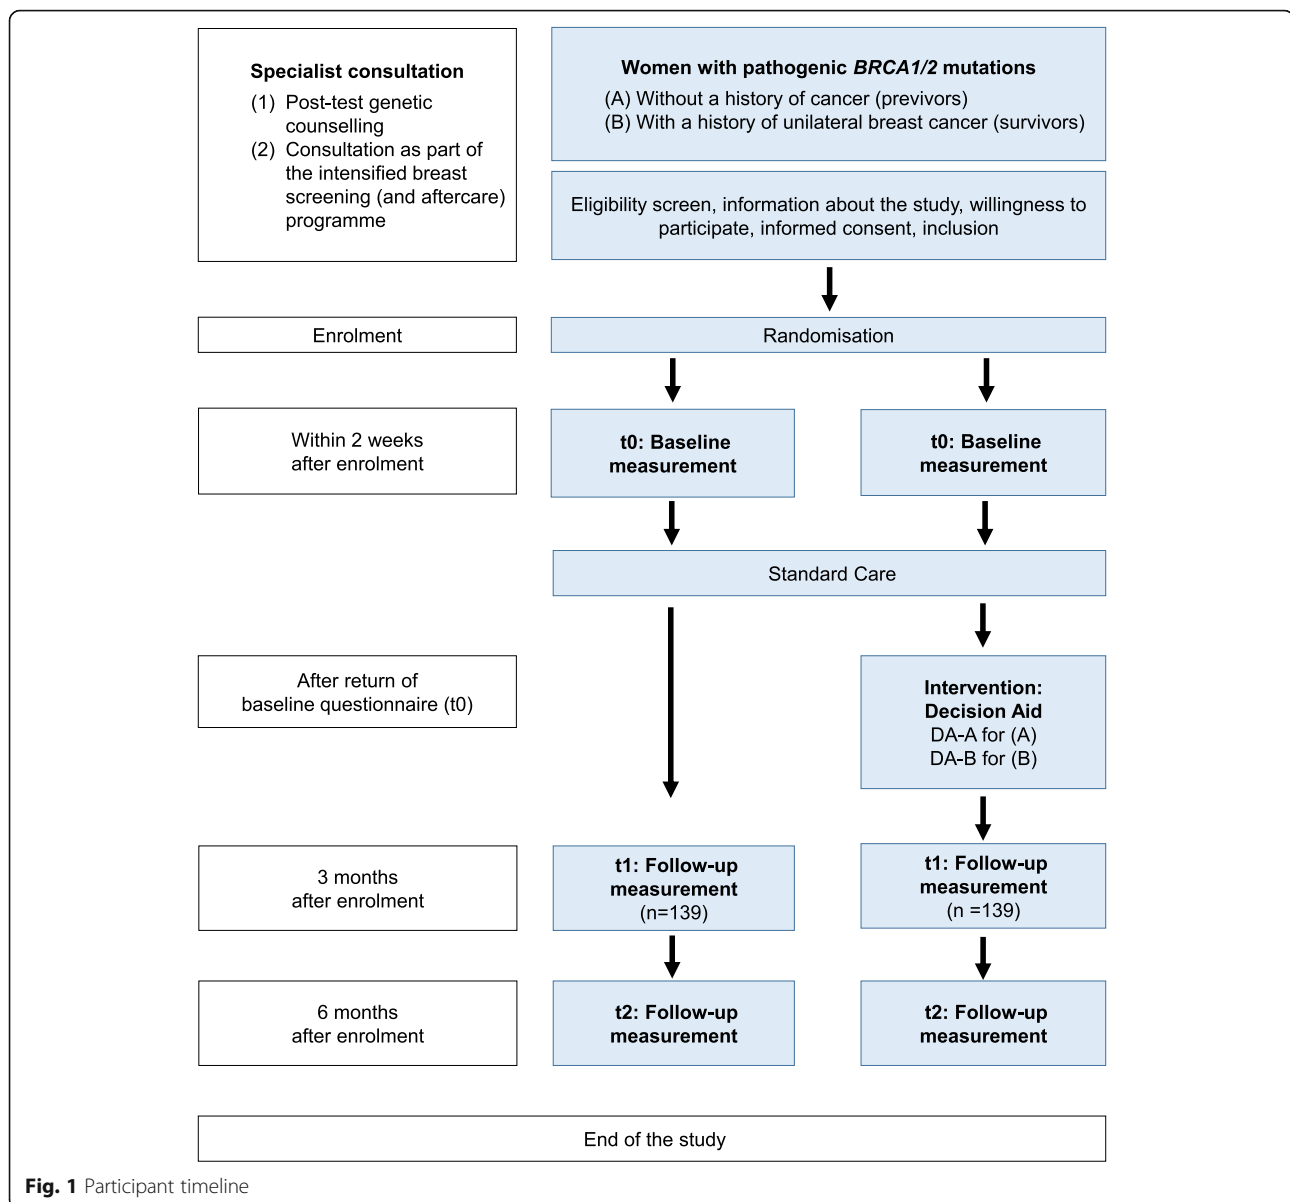 Specialist consultation
(1) Post-test genetic
counselling
(2) Consultation as part of
the intensified breast
screening (and aftercare)
programme
Women with pathogenic BRCA1/2 mutations
(A) Without a history of cancer (previvors)
(B) With a history of unilateral breast cancer (survivors)
Eligibility screen, information about the study, willingness to
participate, informed consent, inclusion
Enrolment
Randomisation
Within 2 weeks
after enrolment
t0: Baseline
measurement
t0: Baseline
measurement
Standard Care
After return of
baseline questionnaire (t0)
Intervention:
Decision Aid
DA-A for (A)
DA-B for (B)
3 months
after enrolment
t1: Follow-up
measurement
(n=139)
t1: Follow-up
measurement
(n =139)
6 months
after enrolment
t2: Follow-up
measurement
t2: Follow-up
measurement
End of the study
Fig. 1 Participant timeline